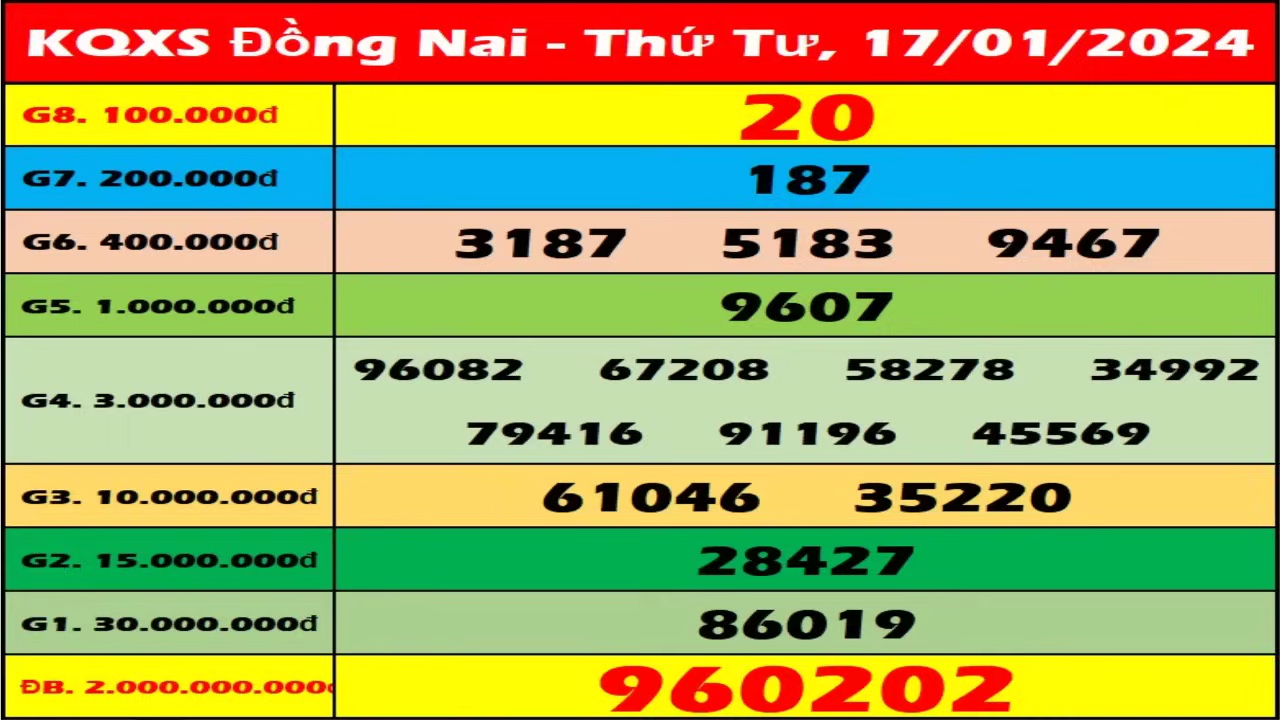 KQXS Đồng Nai - Thứ Tư, 17/01/2024
G8. 100.000đ 20
G7. 200.000đ 187
G6. 400.000đ 3187 5183 9467
G5. 1.000.000đ 9607
G4. 3.000.000đ 96082 67208 58278 34992
79416 91196 45569
G3. 10.000.000đ 61046 35220
G2. 15.000.000đ 28427
G1. 30.000.000đ 86019
ĐB. 2.000.000.000đ 960202